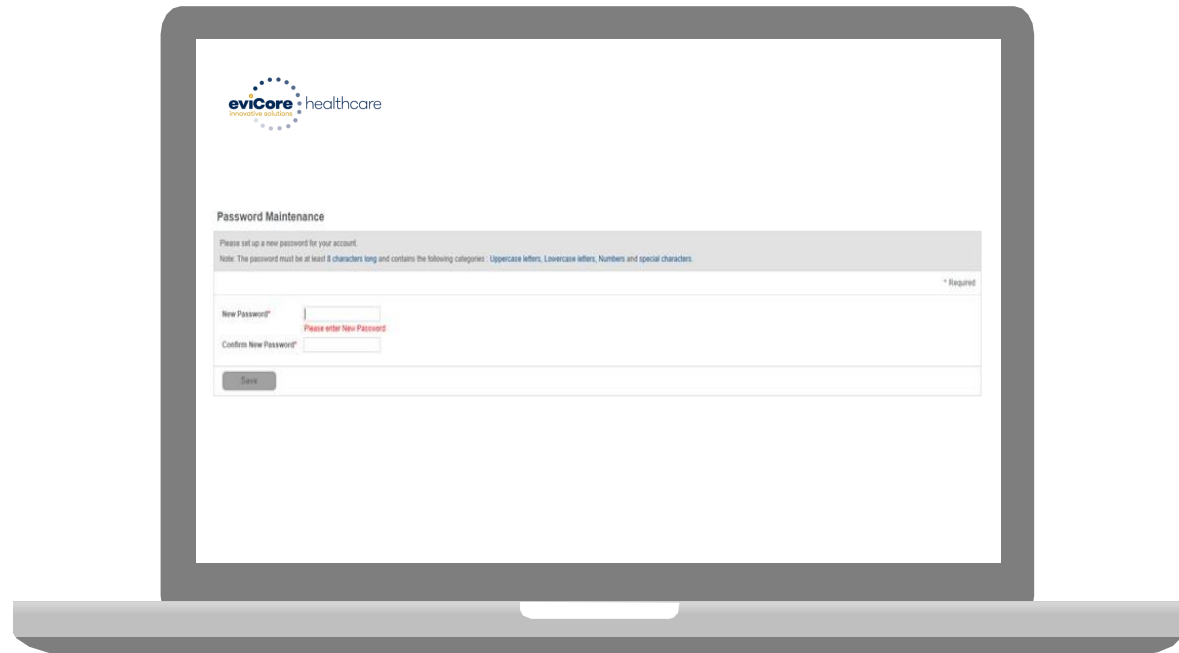 eviCore healthcare
innovative solutions
Password Maintenance
Please set up a new password for your account.
Note: The password must be at least 8 characters long and contains the following categories : Uppercase letters, Lowercase letters, Numbers and special characters.
* Required
New Password*
Please enter New Password
Confirm New Password*
Save